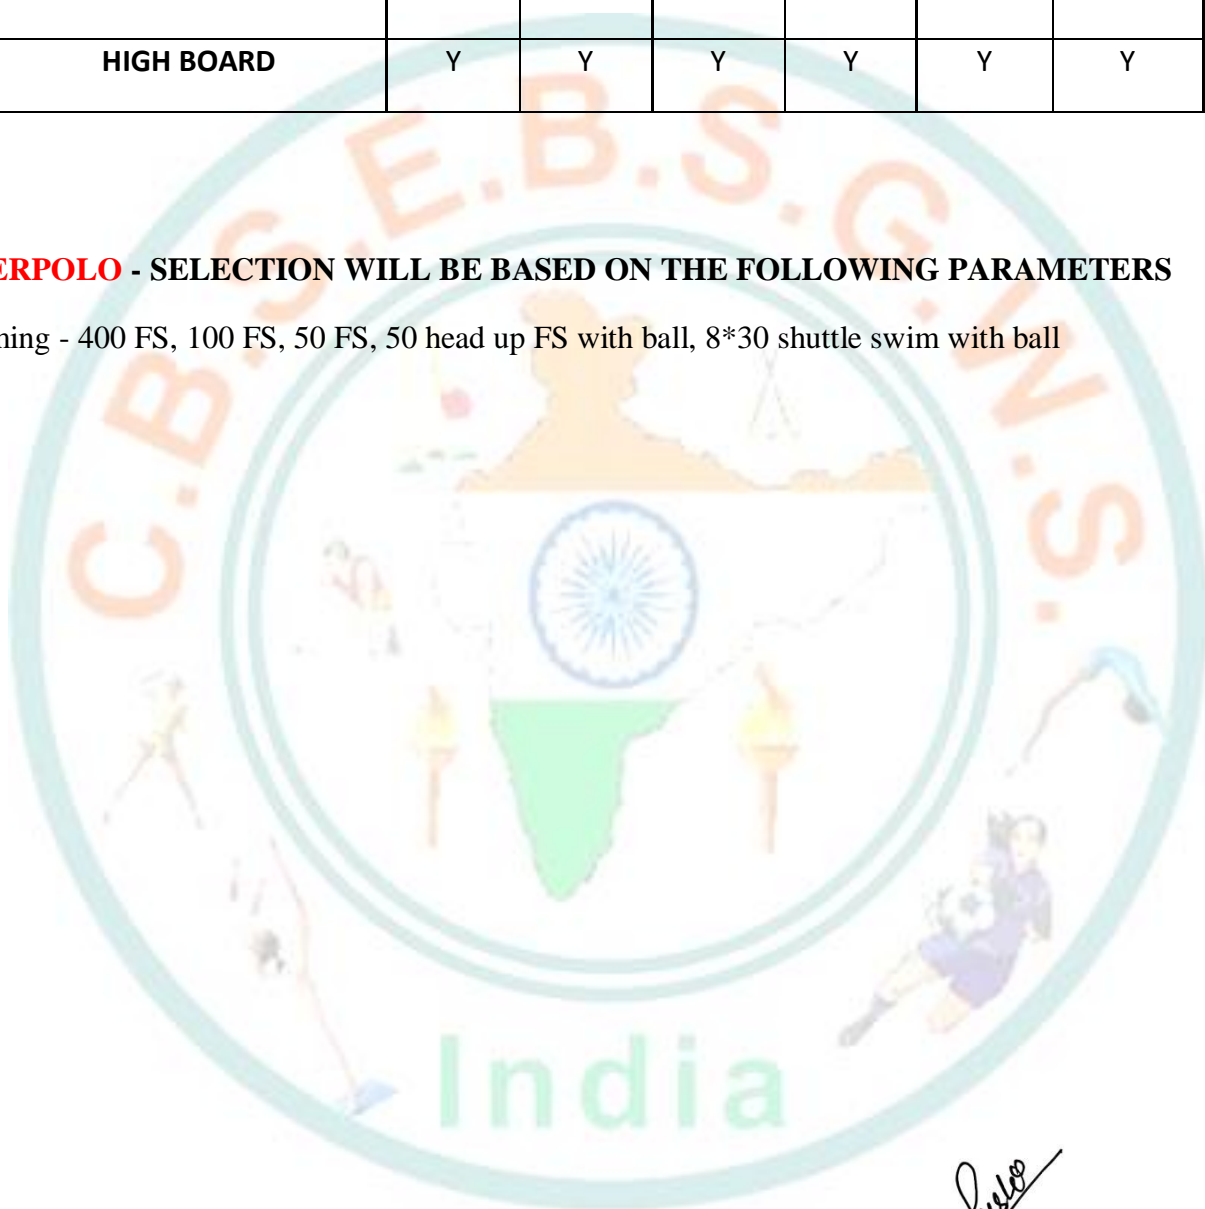 HIGH BOARD Y Y Y Y Y Y
C.B.S.E.B.S.G.W.S.
ERPOLO - SELECTION WILL BE BASED ON THE FOLLOWING PARAMETERS
ning - 400 FS, 100 FS, 50 FS, 50 head up FS with ball, 8*30 shuttle swim with ball
India